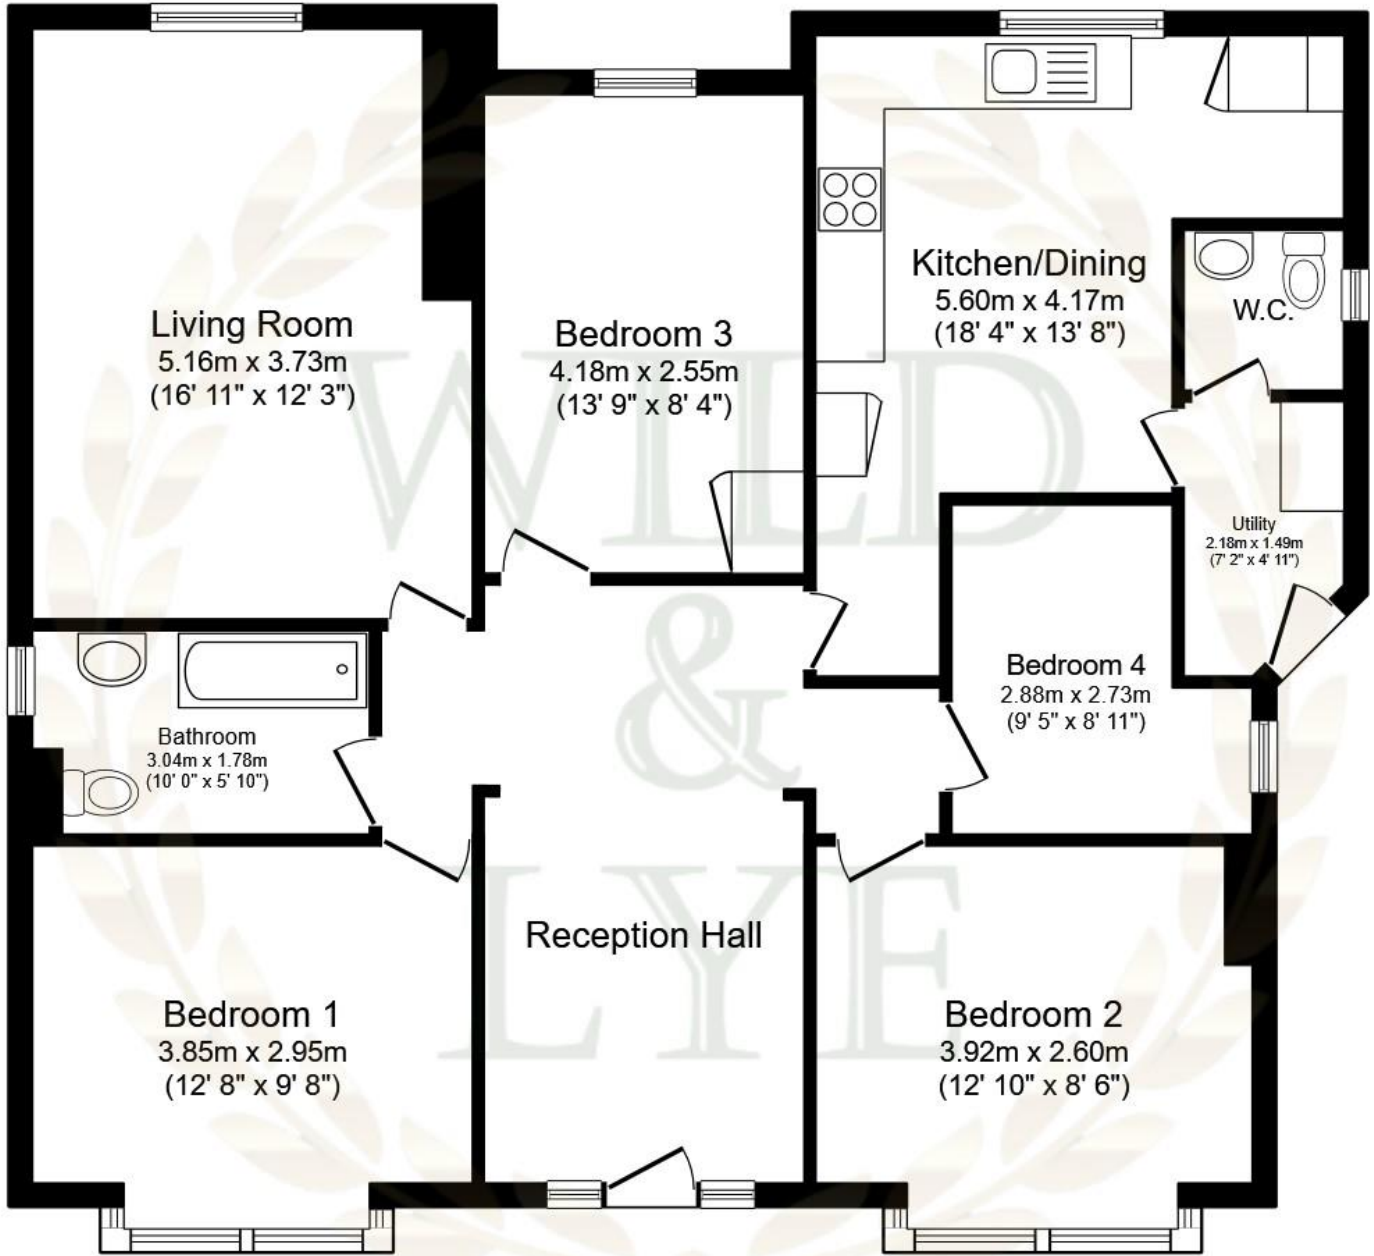 Living Room
5.16m x 3.73m
(16' 11" x 12' 3")
Bedroom 3
4.18m x 2.55m
(13' 9" x 8' 4")
Kitchen/Dining
5.60m x 4.17m
(18' 4" x 13' 8")
W.C.
Utility
2.18m x 1.49m
(7' 2" x 4' 11")
Bedroom 4
2.88m x 2.73m
(9' 5" x 8' 11")
Bathroom
3.04m x 1.78m
(10' 0" x 5' 10")
Reception Hall
Bedroom 1
3.85m x 2.95m
(12' 8" x 9' 8")
Bedroom 2
3.92m x 2.60m
(12' 10" x 8' 6")
WILD
&
LYE